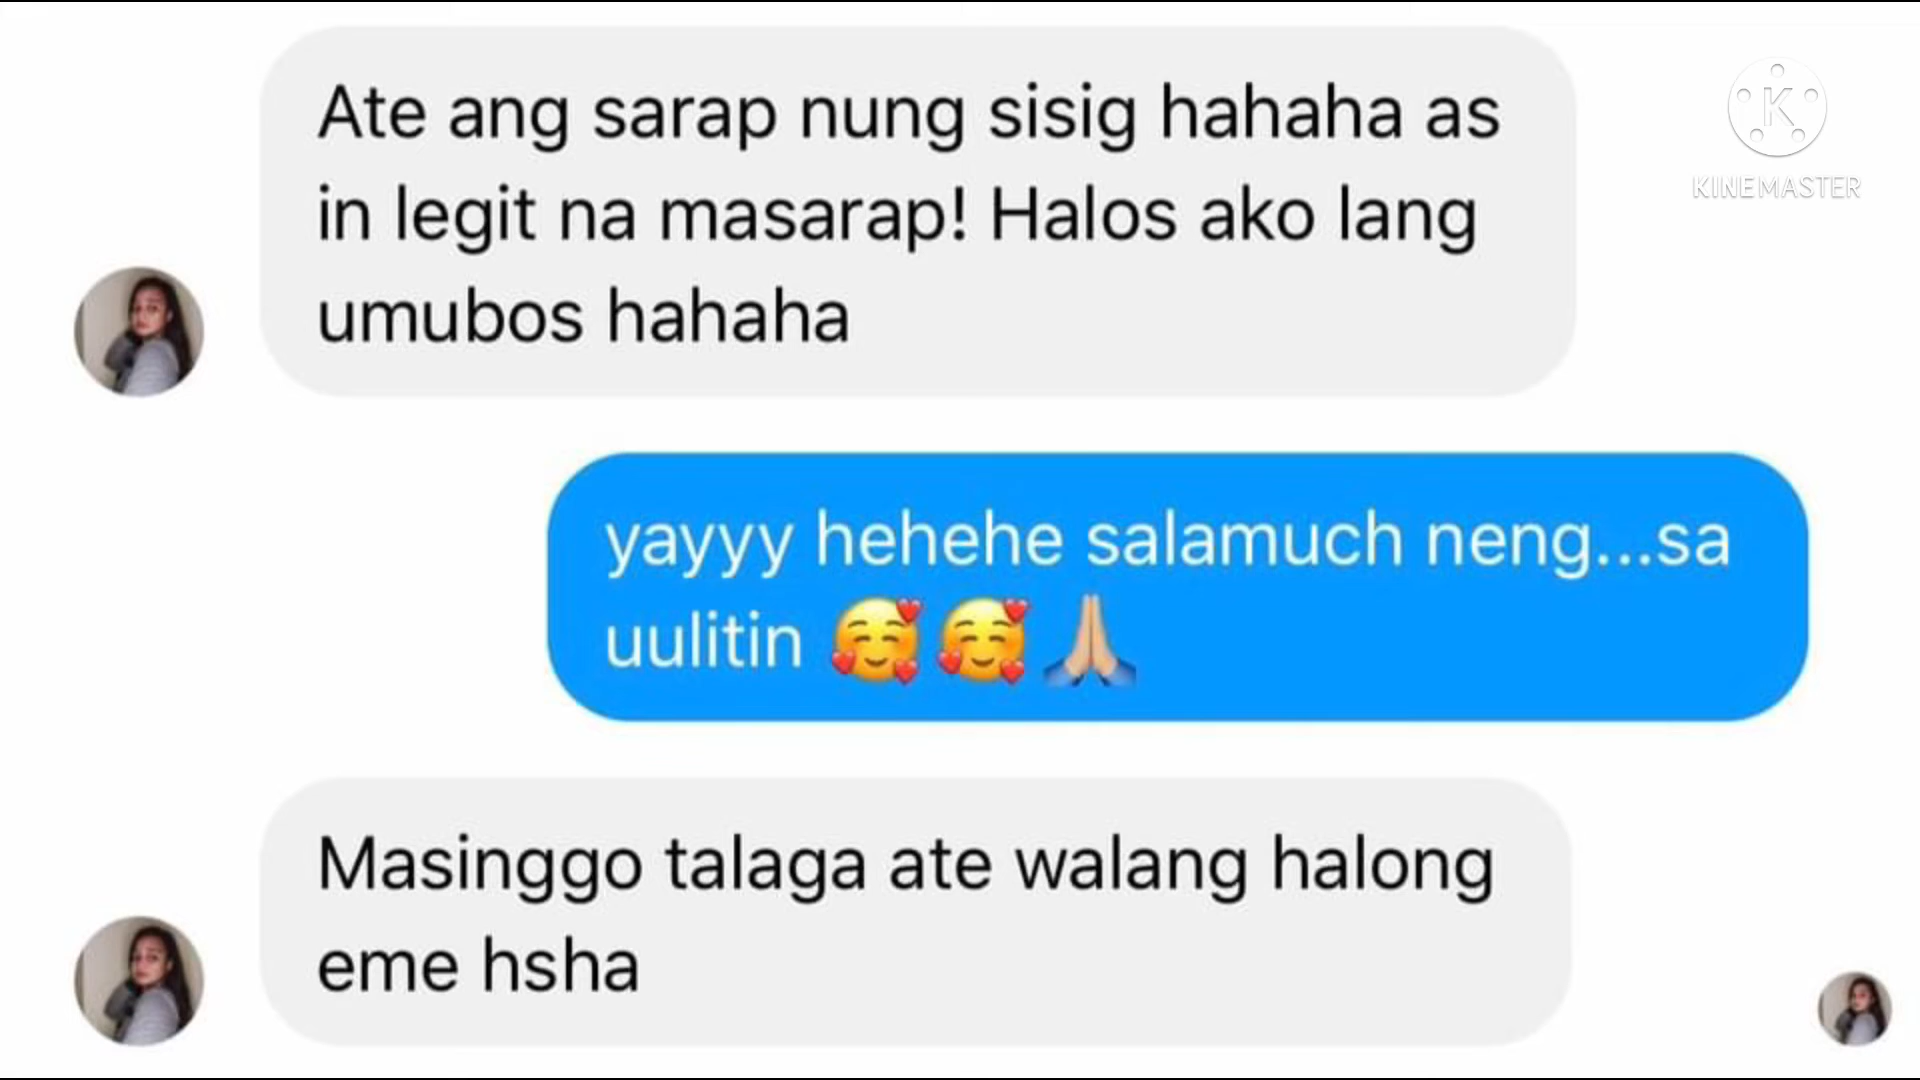 Ate ang sarap nung sisig hahaha as
in legit na masarap! Halos ako lang
umubos hahaha
KINEMASTER
yayyy hehehe salamuch neng...sa
uulitin 🥰🥰🙏🏼
Masinggo talaga ate walang halong
eme hsha